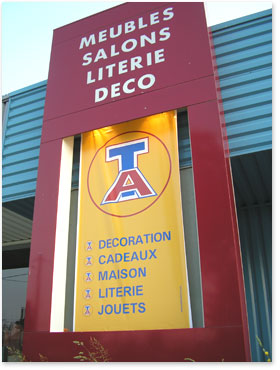 MEUBLES
SALONS
LITERIE
DECO
TA
DECORATION
CADEAUX
MAISON
LITERIE
JOUETS